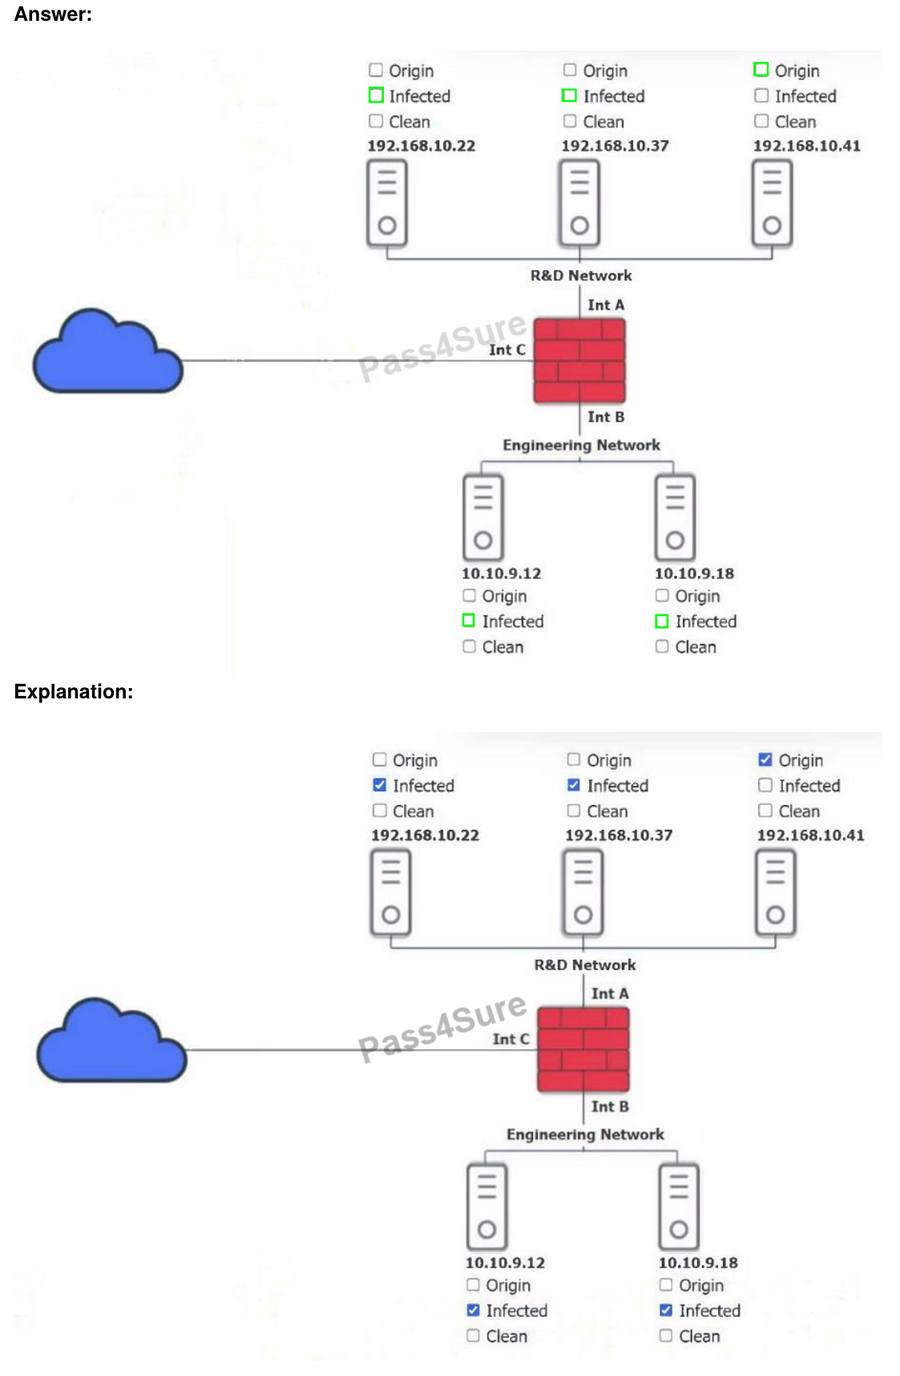 Answer:
Origin Origin Origin
Infected Infected Infected
Clean Clean Clean
192.168.10.22 192.168.10.37 192.168.10.41
R&D Network
Int A
Pass4Sure
Int C
Int B
Engineering Network
10.10.9.12 10.10.9.18
Origin Origin
Infected Infected
Clean Clean
Explanation:
Origin Origin Origin
Infected Infected Infected
Clean Clean Clean
192.168.10.22 192.168.10.37 192.168.10.41
R&D Network
Int A
Pass4Sure
Int C
Int B
Engineering Network
10.10.9.12 10.10.9.18
Origin Origin
Infected Infected
Clean Clean